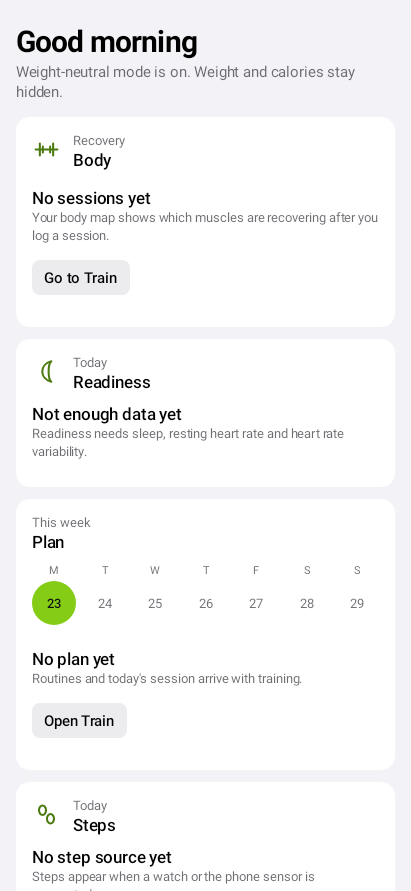 Good morning
Weight-neutral mode is on. Weight and calories stay
hidden.
Recovery
Body
No sessions yet
Your body map shows which muscles are recovering after you
log a session.
Go to Train
Today
Readiness
Not enough data yet
Readiness needs sleep, resting heart rate and heart rate
variability.
This week
Plan
M T W T F S S
23 24 25 26 27 28 29
No plan yet
Routines and today's session arrive with training.
Open Train
Today
Steps
No step source yet
Steps appear when a watch or the phone sensor is